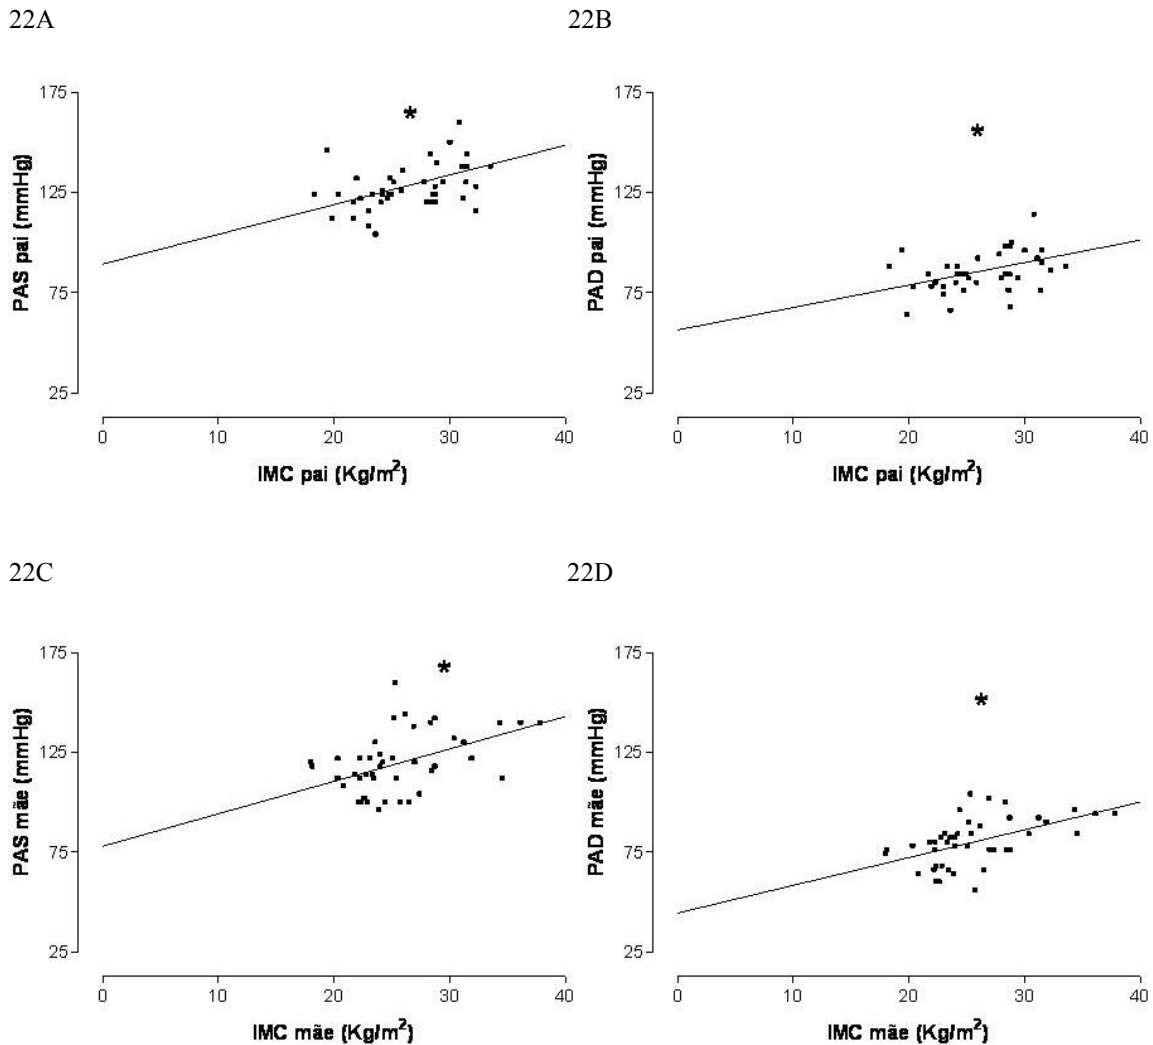 22A
22B
175
125
75
25
PAS pai (mmHg)
*
0 10 20 30 40
IMC pai (Kg/m²)
175
125
75
25
PAD pai (mmHg)
*
0 10 20 30 40
IMC pai (Kg/m²)
22C
22D
175
125
75
25
PAS mãe (mmHg)
*
0 10 20 30 40
IMC mãe (Kg/m²)
175
125
75
25
PAD mãe (mmHg)
*
0 10 20 30 40
IMC mãe (Kg/m²)